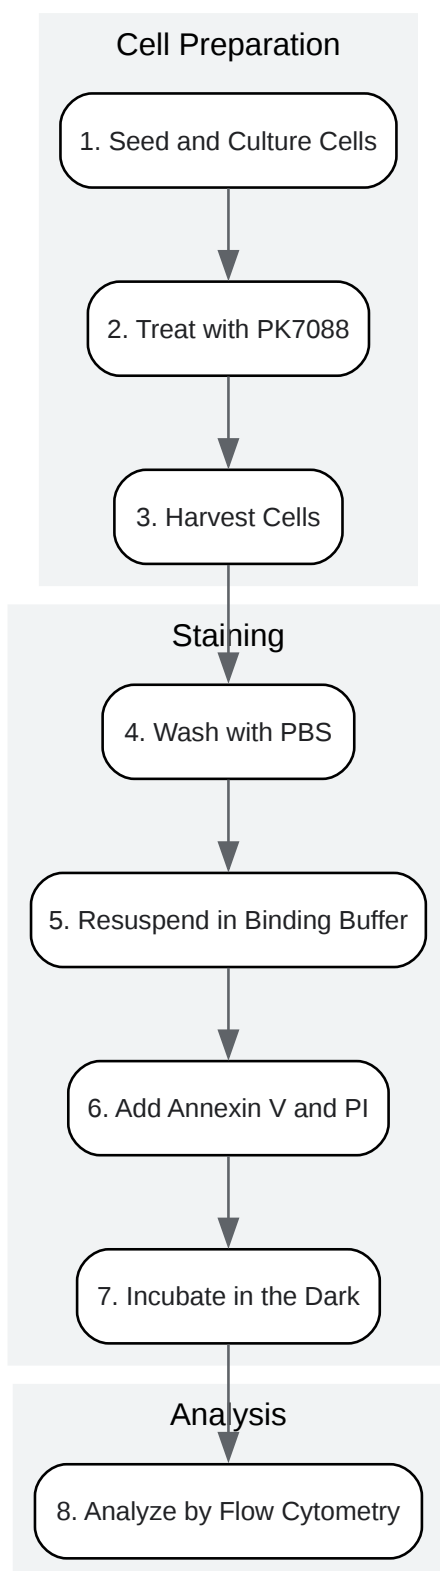 Cell Preparation
1. Seed and Culture Cells
2. Treat with PK7088
3. Harvest Cells
Staining
4. Wash with PBS
5. Resuspend in Binding Buffer
6. Add Annexin V and PI
7. Incubate in the Dark
Analysis
8. Analyze by Flow Cytometry